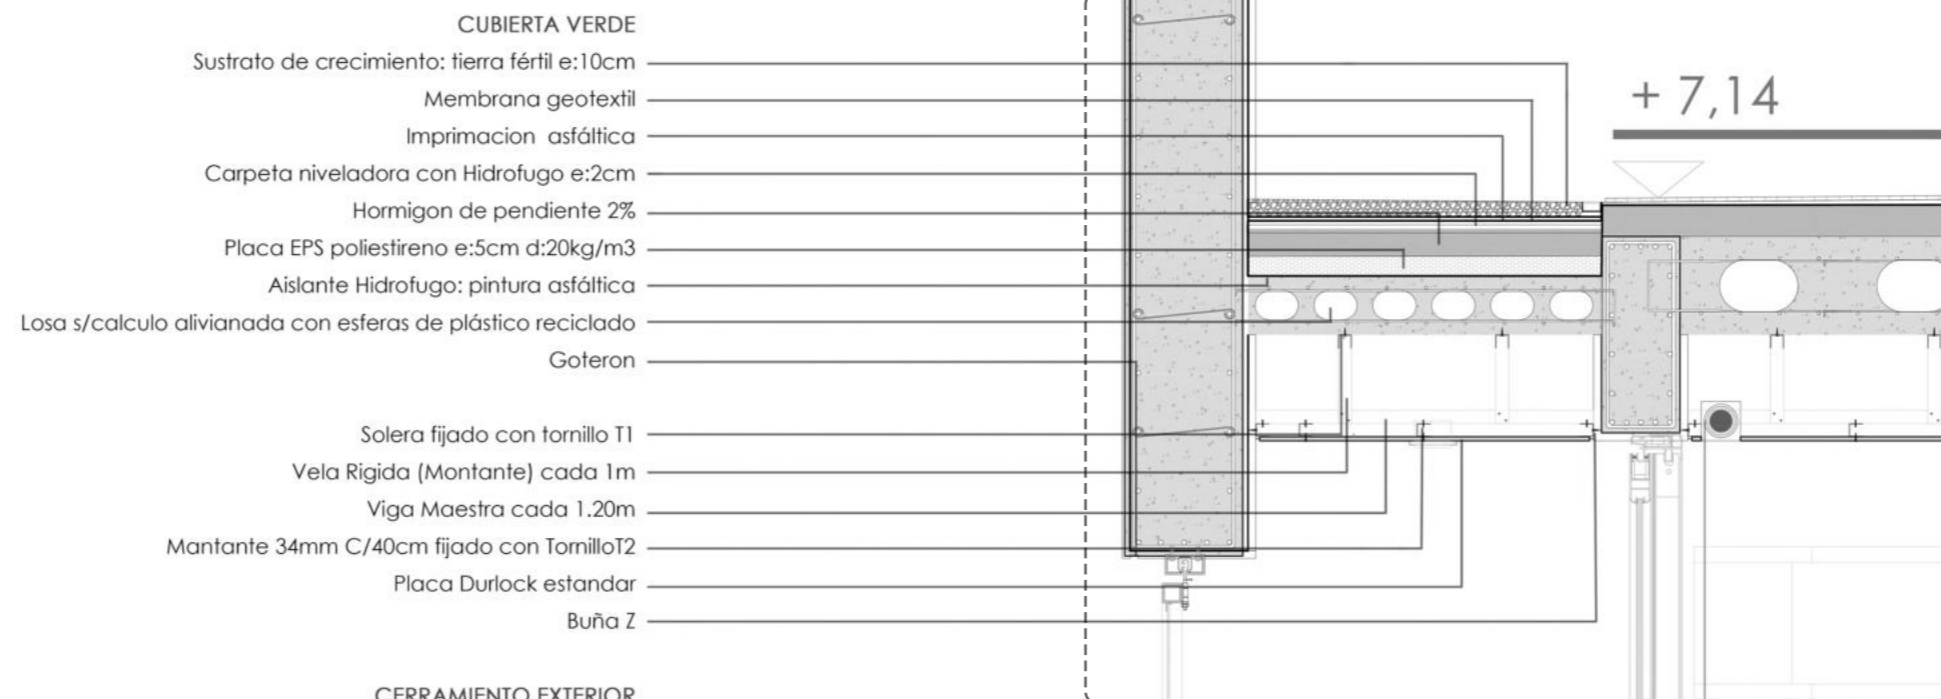 CUBIERTA VERDE
Sustrato de crecimiento: tierra fértil e:10cm
Membrana geotextil
Imprimacion asfáltica
Carpeta niveladora con Hidrofugo e:2cm
Hormigon de pendiente 2%
Placa EPS poliestireno e:5cm d:20kg/m3
Aislante Hidrofugo: pintura asfáltica
Losa s/calculo alivianada con esferas de plástico reciclado
Goteron
Solera fijado con tornillo T1
Vela Rigida (Montante) cada 1m
Viga Maestra cada 1.20m
Mantante 34mm C/40cm fijado con TornilloT2
Placa Durlock estandar
Buña Z
CERRAMIENTO EXTERIOR
+ 7,14